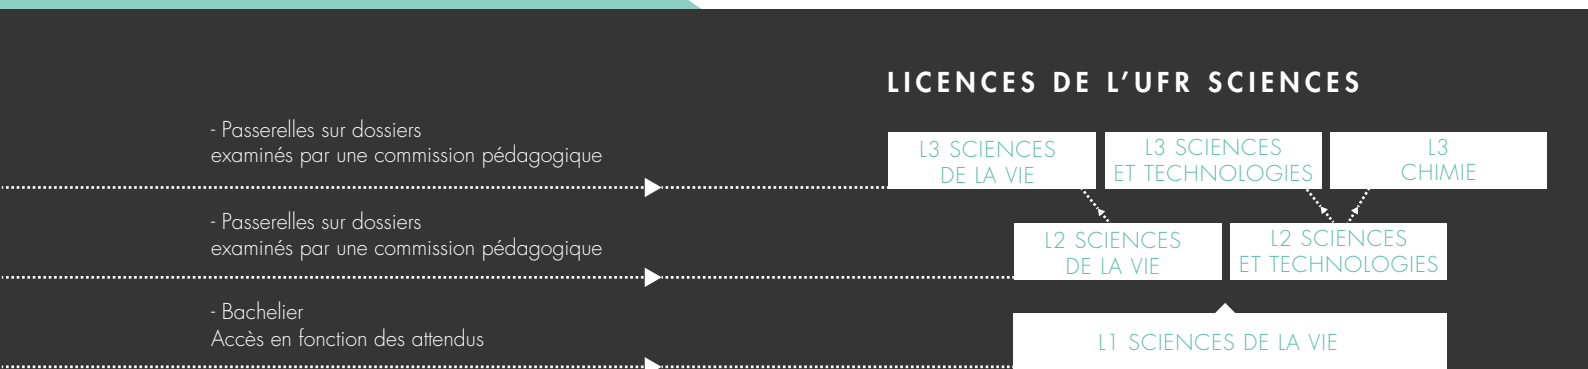 LICENCES DE L'UFR SCIENCES
- Passerelles sur dossiers
examinés par une commission pédagogique
L3 SCIENCES
DE LA VIE
L3 SCIENCES
ET TECHNOLOGIES
L3
CHIMIE
- Passerelles sur dossiers
examinés par une commission pédagogique
L2 SCIENCES
DE LA VIE
L2 SCIENCES
ET TECHNOLOGIES
- Bachelier
Accès en fonction des attendus
L1 SCIENCES DE LA VIE